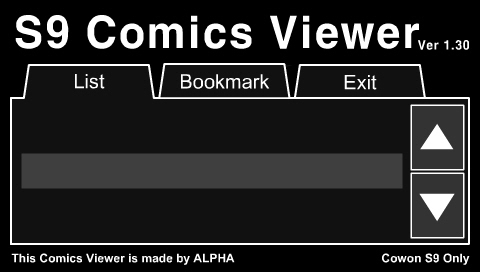 S9 Comics Viewer Ver 1.30
List Bookmark Exit
This Comics Viewer is made by ALPHA Cowon S9 Only